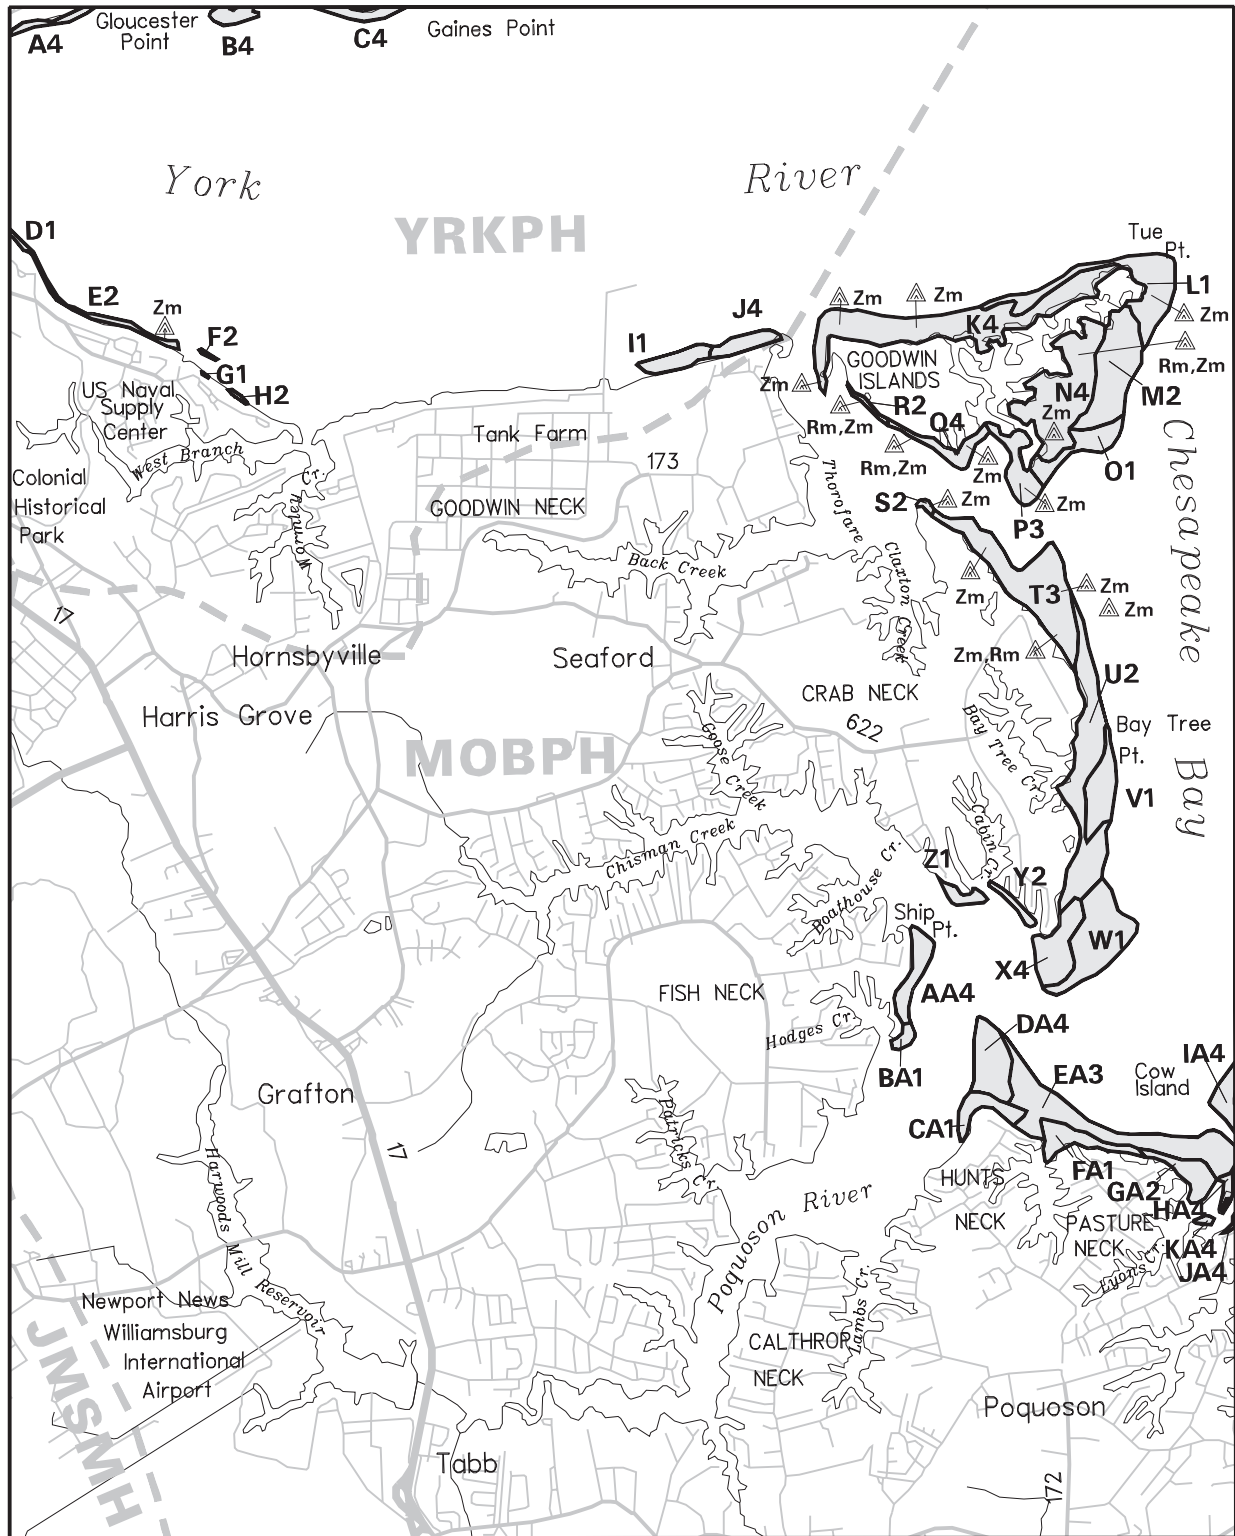 Gloucester
Point
A4
B4
C4
Gaines Point
York
River
YRKPH
D1
E2
Zm
F2
G1
H2
US Naval
Supply
Center
West Branch
Colonial
Historical
Park
Cr.
Wormley
I1
J4
Tank Farm
173
GOODWIN NECK
Back Creek
Thorofare
Claxton
Creek
Tue
Pt.
L1
Zm
Zm
Zm
K4
GOODWIN
ISLANDS
Zm
Rm,Zm
N4
M2
R2
Rm,Zm
Q4
Zm
Rm,Zm
Zm
O1
S2
Zm
Zm
P3
Chesapeake
Bay
T3
Zm
Zm
Zm
Zm,Rm
U2
17
Hornsbyville
Seaford
CRAB NECK
622
Harris Grove
MOBPH
Goose Creek
Bay Tree Cr.
Bay Tree
Pt.
V1
Chisman Creek
Cabin Cr.
Boathouse Cr.
Z1
Y2
Ship
Pt.
W1
X4
FISH NECK
AA4
Hodges Cr.
DA4
BA1
EA3
IA4
Cow
Island
Grafton
Patricks Cr.
CA1
17
Harwoods Mill Reservoir
HUNTS
NECK
FA1
GA2
HA4
PASTURE
NECK
KA4
JA4
Lyons Cr.
Poquoson River
Newport News
Williamsburg
International
Airport
JMSMH
Lambs Cr.
CALTHROP
NECK
Poquoson
Tabb
172